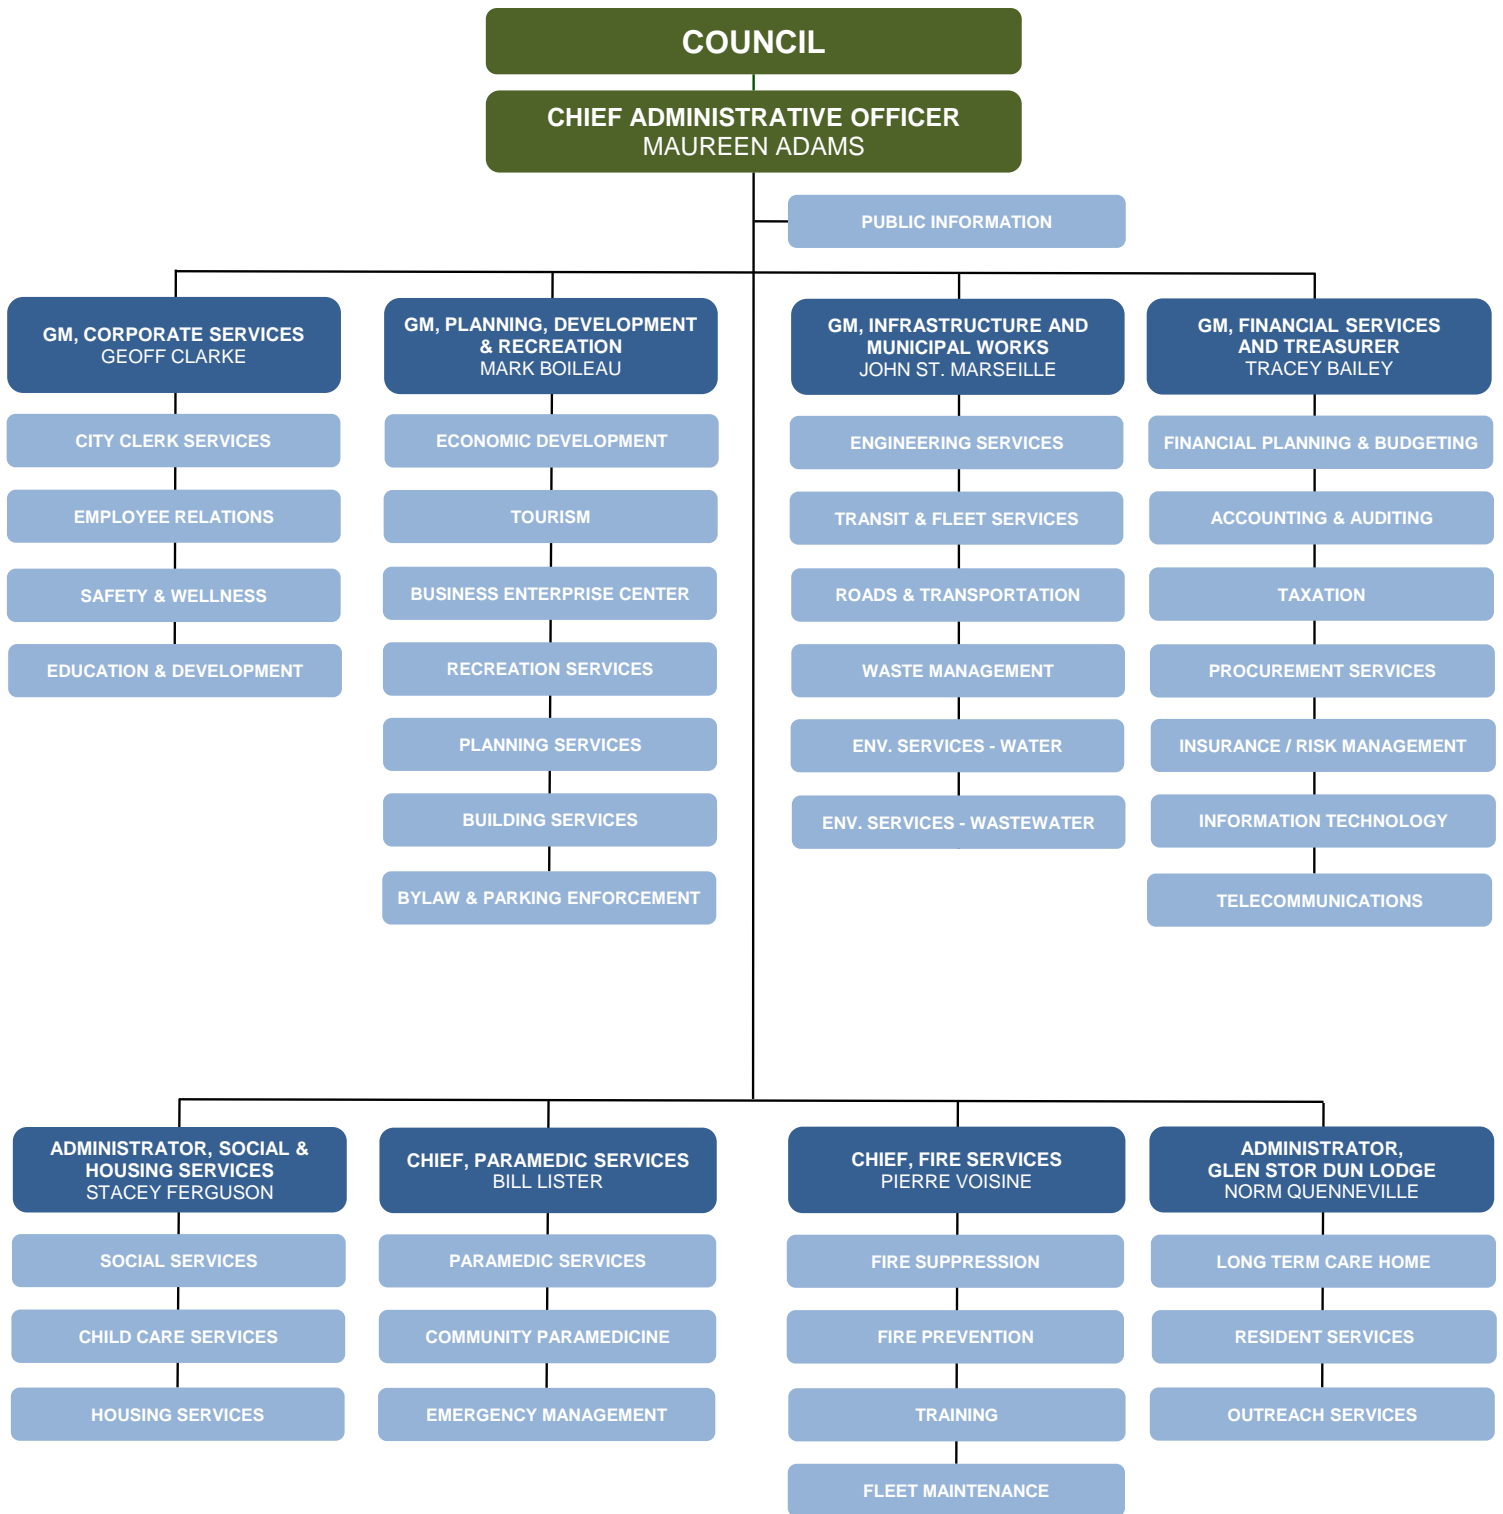 COUNCIL
CHIEF ADMINISTRATIVE OFFICER
MAUREEN ADAMS
PUBLIC INFORMATION
GM, CORPORATE SERVICES
GEOFF CLARKE
CITY CLERK SERVICES
EMPLOYEE RELATIONS
SAFETY & WELLNESS
EDUCATION & DEVELOPMENT
GM, PLANNING, DEVELOPMENT
& RECREATION
MARK BOILEAU
ECONOMIC DEVELOPMENT
TOURISM
BUSINESS ENTERPRISE CENTER
RECREATION SERVICES
PLANNING SERVICES
BUILDING SERVICES
BYLAW & PARKING ENFORCEMENT
GM, INFRASTRUCTURE AND
MUNICIPAL WORKS
JOHN ST. MARSEILLE
ENGINEERING SERVICES
TRANSIT & FLEET SERVICES
ROADS & TRANSPORTATION
WASTE MANAGEMENT
ENV. SERVICES - WATER
ENV. SERVICES - WASTEWATER
GM, FINANCIAL SERVICES
AND TREASURER
TRACEY BAILEY
FINANCIAL PLANNING & BUDGETING
ACCOUNTING & AUDITING
TAXATION
PROCUREMENT SERVICES
INSURANCE / RISK MANAGEMENT
INFORMATION TECHNOLOGY
TELECOMMUNICATIONS
ADMINISTRATOR, SOCIAL &
HOUSING SERVICES
STACEY FERGUSON
SOCIAL SERVICES
CHILD CARE SERVICES
HOUSING SERVICES
CHIEF, PARAMEDIC SERVICES
BILL LISTER
PARAMEDIC SERVICES
COMMUNITY PARAMEDICINE
EMERGENCY MANAGEMENT
CHIEF, FIRE SERVICES
PIERRE VOISINE
FIRE SUPPRESSION
FIRE PREVENTION
TRAINING
FLEET MAINTENANCE
ADMINISTRATOR,
GLEN STOR DUN LODGE
NORM QUENNEVILLE
LONG TERM CARE HOME
RESIDENT SERVICES
OUTREACH SERVICES